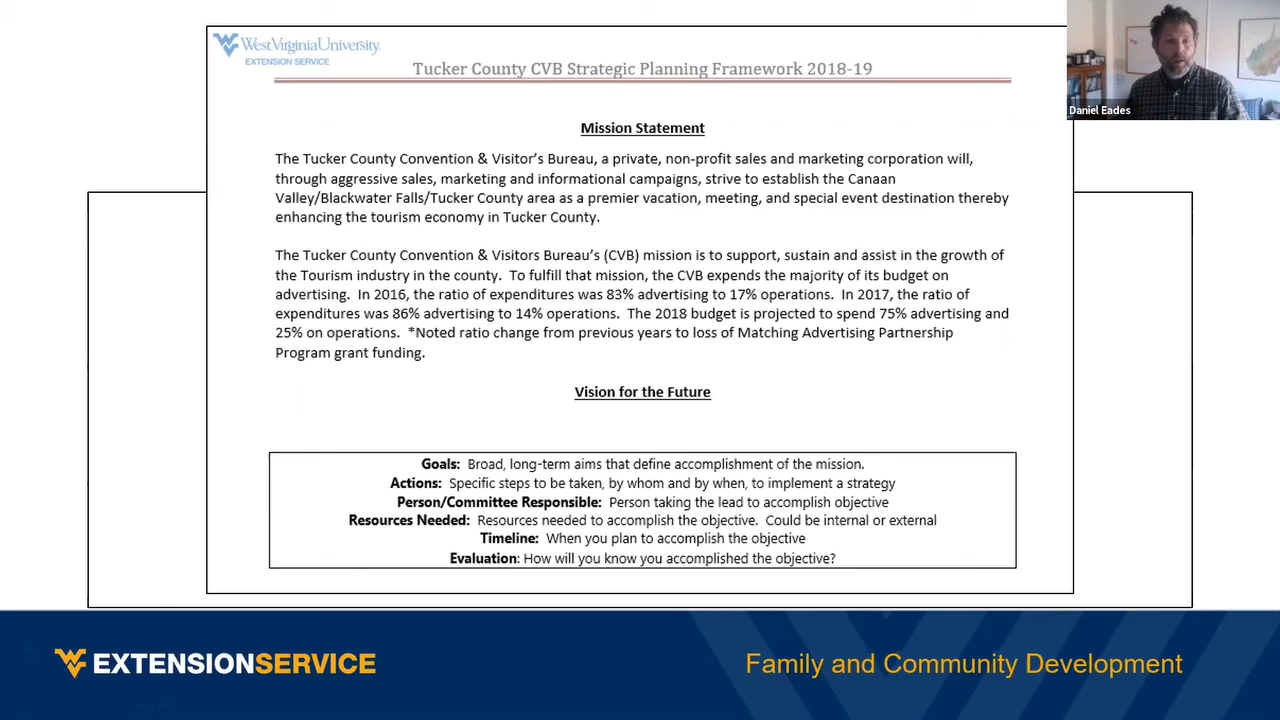 WestVirginiaUniversity.
EXTENSION SERVICE
Tucker County CVB Strategic Planning Framework 2018-19
Daniel Eades
Mission Statement
The Tucker County Convention & Visitor's Bureau, a private, non-profit sales and marketing corporation will,
through aggressive sales, marketing and informational campaigns, strive to establish the Canaan
Valley/Blackwater Falls/Tucker County area as a premier vacation, meeting, and special event destination thereby
enhancing the tourism economy in Tucker County.
The Tucker County Convention & Visitors Bureau's (CVB) mission is to support, sustain and assist in the growth of
the Tourism industry in the county.  To fulfill that mission, the CVB expends the majority of its budget on
advertising.  In 2016, the ratio of expenditures was 83% advertising to 17% operations.  In 2017, the ratio of
expenditures was 86% advertising to 14% operations.  The 2018 budget is projected to spend 75% advertising and
25% on operations.  *Noted ratio change from previous years to loss of Matching Advertising Partnership
Program grant funding.
Vision for the Future
Goals:  Broad, long-term aims that define accomplishment of the mission.
Actions:  Specific steps to be taken, by whom and by when, to implement a strategy
Person/Committee Responsible:  Person taking the lead to accomplish objective
Resources Needed:  Resources needed to accomplish the objective.  Could be internal or external
Timeline:  When you plan to accomplish the objective
Evaluation: How will you know you accomplished the objective?
EXTENSIONSERVICE
Family and Community Development